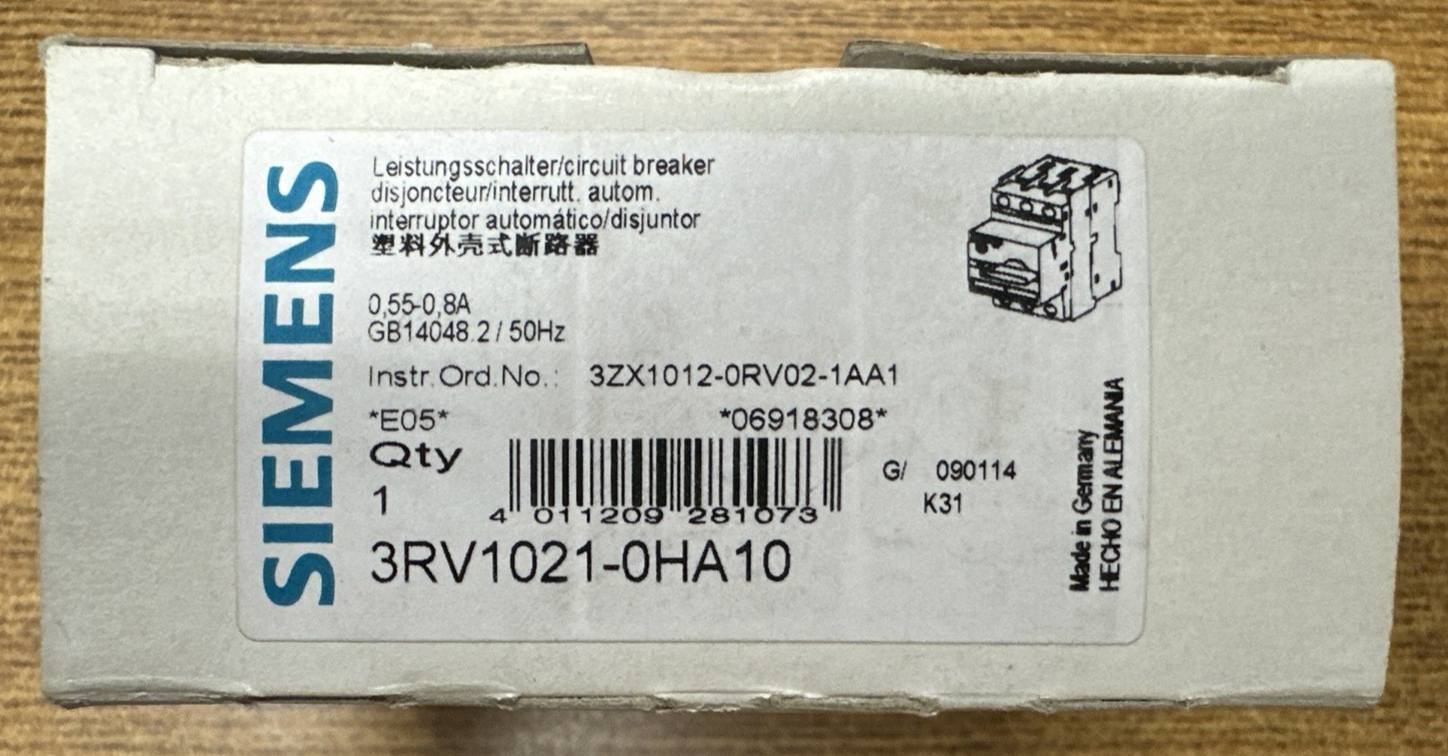 SIEMENS
Leistungsschalter/circuit breaker
disjoncteur/interrutt. autom.
interruptor automático/disjuntor
塑料外壳式断路器
0,55-0,8A
GB14048.2 / 50Hz
Instr.Ord.No.: 3ZX1012-0RV02-1AA1
*E05* *06918308*
Qty
1
4 011209 281073
G/ 090114
K31
3RV1021-0HA10
Made in Germany
HECHO EN ALEMANIA